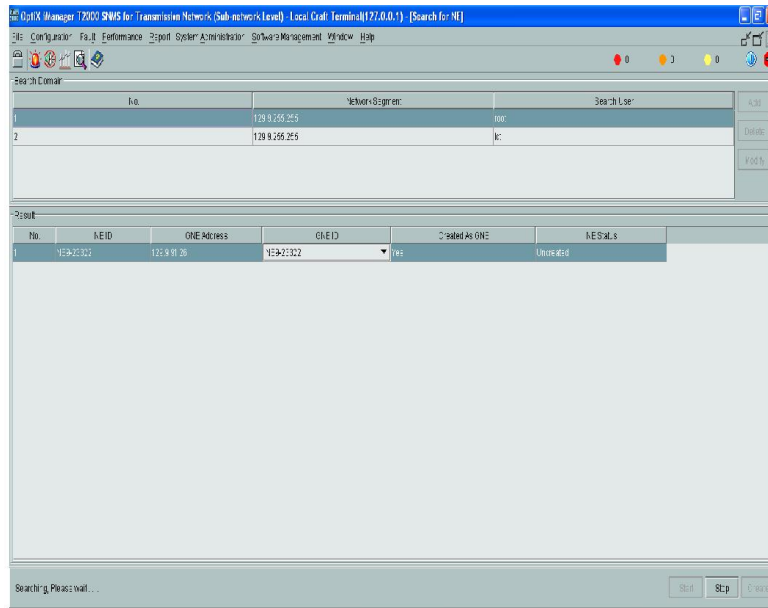 OptiX iManager T2000 SNMS for Transmission Network (Sub-network Level) - Local Craft Terminal(127.0.0.1) - [Search for NE]
File Configuration Fault Performance Report System Administration Software Management Window Help
0 0 0
Search Domain
No. Network Segment Search User
1 129.9.255.255 root
2 129.9.255.255 lct
Add
Delete
Modify
Result
No. NE ID GNE Address GNE ID Created As GNE NE Status
1 NE9-23322 129.9.91.26 NE9-23322 Yes Uncreated
Searching, Please wait....
Start Stop Create